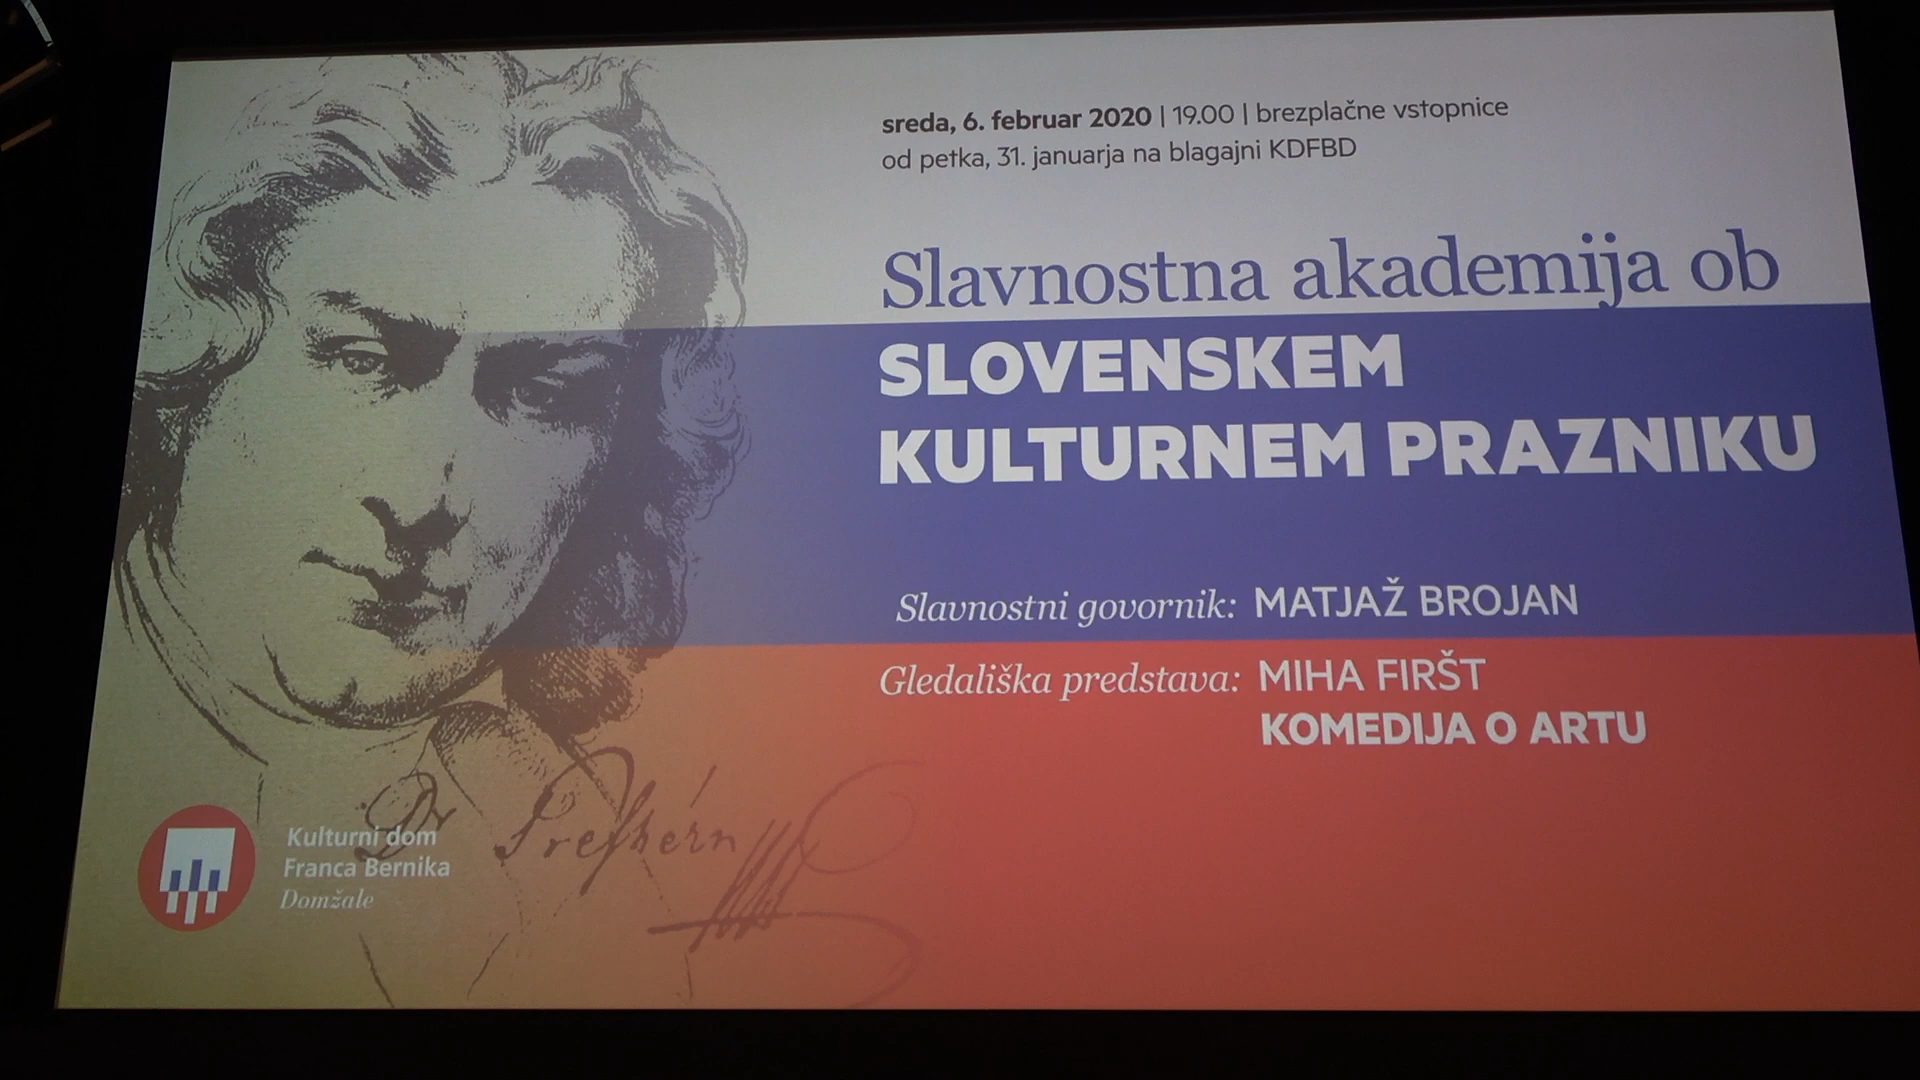 sreda, 6. februar 2020 | 19.00 | brezplačne vstopnice
od petka, 31. januarja na blagajni KDFBD
Slavnostna akademija ob
SLOVENSKEM
KULTURNEM PRAZNIKU
Slavnostni govornik: MATJAŽ BROJAN
Gledališka predstava: MIHA FIRŠT
KOMEDIJA O ARTU
Dr Preſhérn
Kulturni dom
Franca Bernika
Domžale